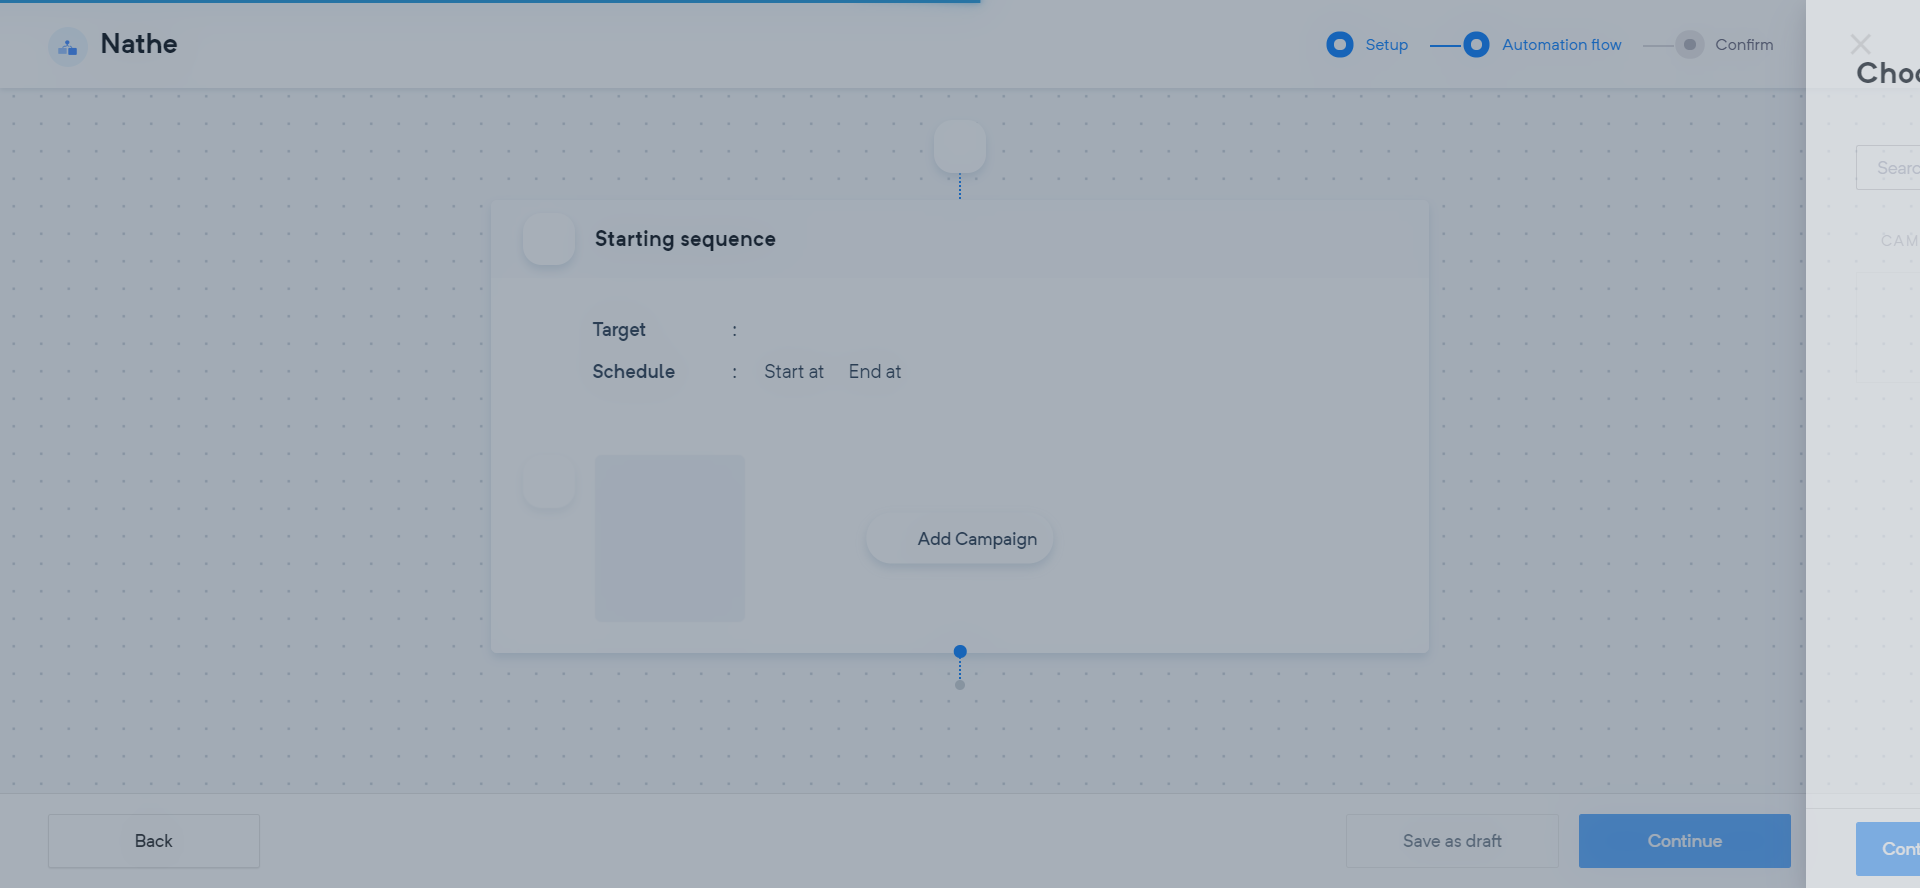 Nathe
Setup
Automation flow
Confirm
Starting sequence
Target :
Schedule : Start at End at
Add Campaign
Back
Save as draft
Continue
Choo
Searc
CAM
Cont